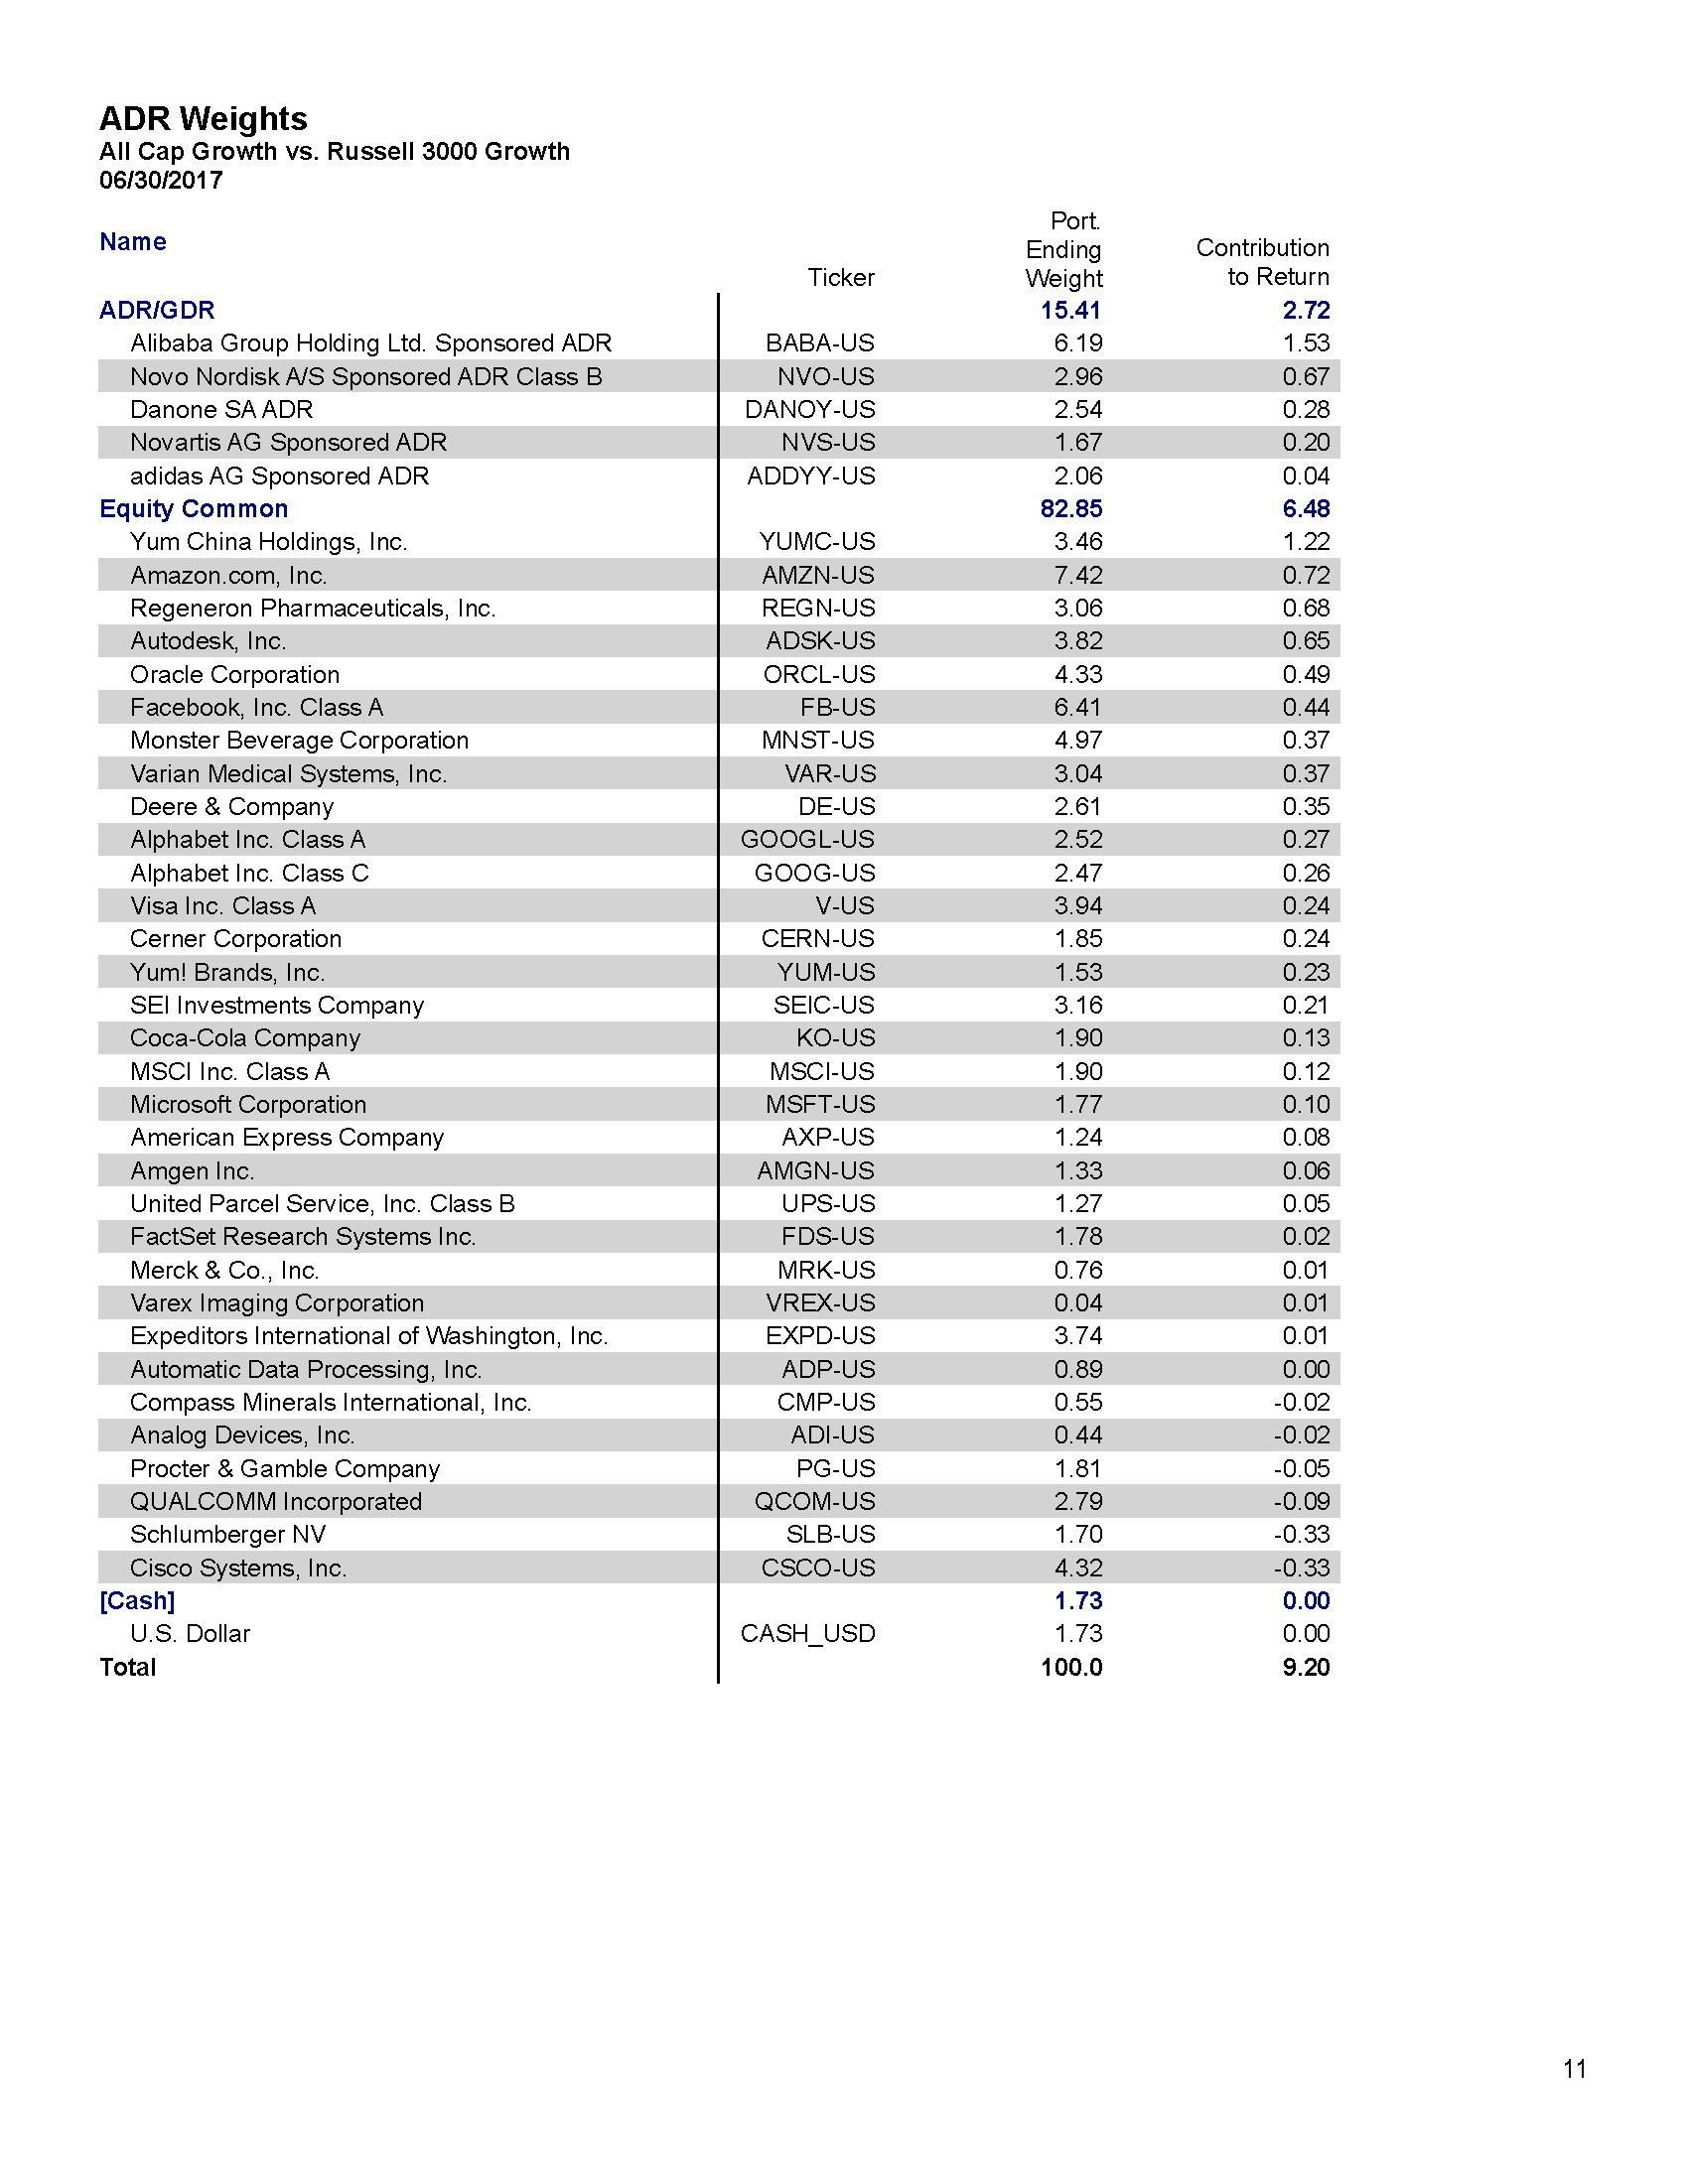 ADR Weights
All Cap Growth vs. Russell 3000 Growth
06/30/2017
Name Ticker Port. Ending Weight Contribution to Return
ADR/GDR 15.41 2.72
Alibaba Group Holding Ltd. Sponsored ADR BABA-US 6.19 1.53
Novo Nordisk A/S Sponsored ADR Class B NVO-US 2.96 0.67
Danone SA ADR DANOY-US 2.54 0.28
Novartis AG Sponsored ADR NVS-US 1.67 0.20
adidas AG Sponsored ADR ADDYY-US 2.06 0.04
Equity Common 82.85 6.48
Yum China Holdings, Inc. YUMC-US 3.46 1.22
Amazon.com, Inc. AMZN-US 7.42 0.72
Regeneron Pharmaceuticals, Inc. REGN-US 3.06 0.68
Autodesk, Inc. ADSK-US 3.82 0.65
Oracle Corporation ORCL-US 4.33 0.49
Facebook, Inc. Class A FB-US 6.41 0.44
Monster Beverage Corporation MNST-US 4.97 0.37
Varian Medical Systems, Inc. VAR-US 3.04 0.37
Deere & Company DE-US 2.61 0.35
Alphabet Inc. Class A GOOGL-US 2.52 0.27
Alphabet Inc. Class C GOOG-US 2.47 0.26
Visa Inc. Class A V-US 3.94 0.24
Cerner Corporation CERN-US 1.85 0.24
Yum! Brands, Inc. YUM-US 1.53 0.23
SEI Investments Company SEIC-US 3.16 0.21
Coca-Cola Company KO-US 1.90 0.13
MSCI Inc. Class A MSCI-US 1.90 0.12
Microsoft Corporation MSFT-US 1.77 0.10
American Express Company AXP-US 1.24 0.08
Amgen Inc. AMGN-US 1.33 0.06
United Parcel Service, Inc. Class B UPS-US 1.27 0.05
FactSet Research Systems Inc. FDS-US 1.78 0.02
Merck & Co., Inc. MRK-US 0.76 0.01
Varex Imaging Corporation VREX-US 0.04 0.01
Expeditors International of Washington, Inc. EXPD-US 3.74 0.01
Automatic Data Processing, Inc. ADP-US 0.89 0.00
Compass Minerals International, Inc. CMP-US 0.55 -0.02
Analog Devices, Inc. ADI-US 0.44 -0.02
Procter & Gamble Company PG-US 1.81 -0.05
QUALCOMM Incorporated QCOM-US 2.79 -0.09
Schlumberger NV SLB-US 1.70 -0.33
Cisco Systems, Inc. CSCO-US 4.32 -0.33
[Cash] 1.73 0.00
U.S. Dollar CASH_USD 1.73 0.00
Total 100.0 9.20
11